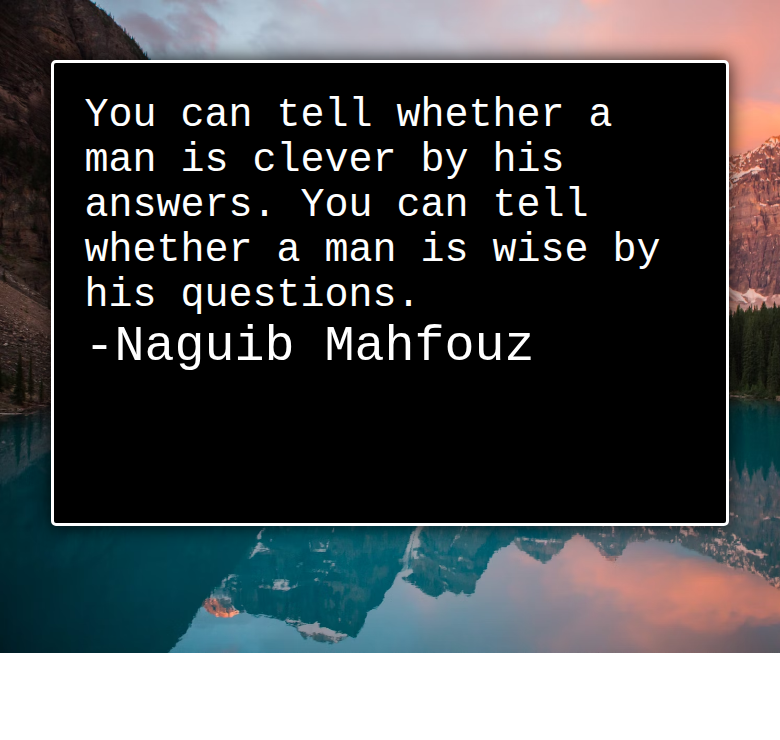 You can tell whether a
man is clever by his
answers. You can tell
whether a man is wise by
his questions.
-Naguib Mahfouz